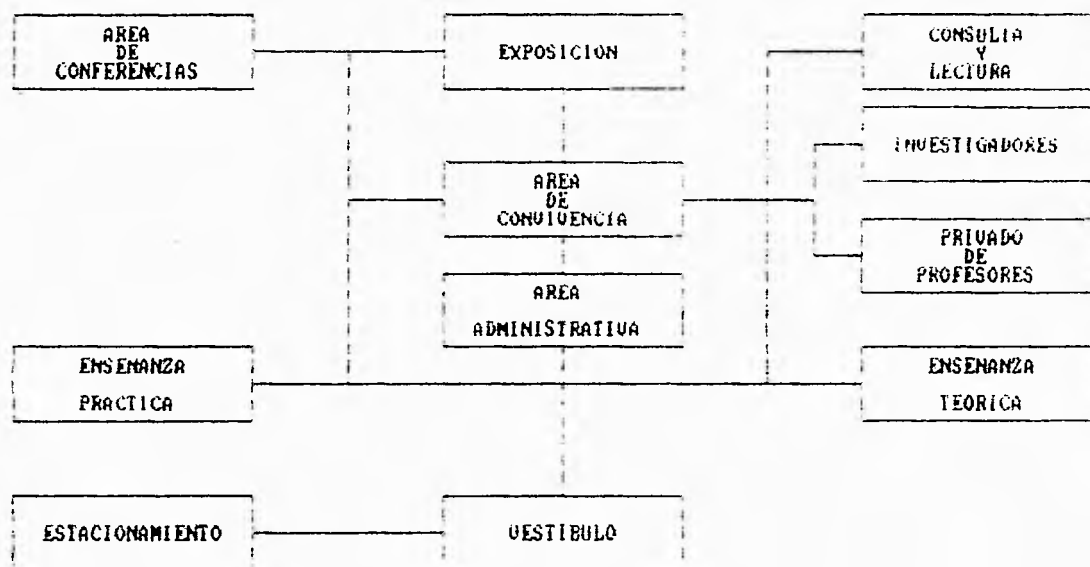 AREA
DE
CONFERENCIAS
EXPOSICION
CONSULTA
Y
LECTURA
INVESTIGADORES
AREA
DE
CONVIVENCIA
PRIVADO
DE
PROFESORES
AREA
ADMINISTRATIVA
ENSENANZA
PRACTICA
ENSENANZA
TEORICA
ESTACIONAMIENTO
VESTIBULO